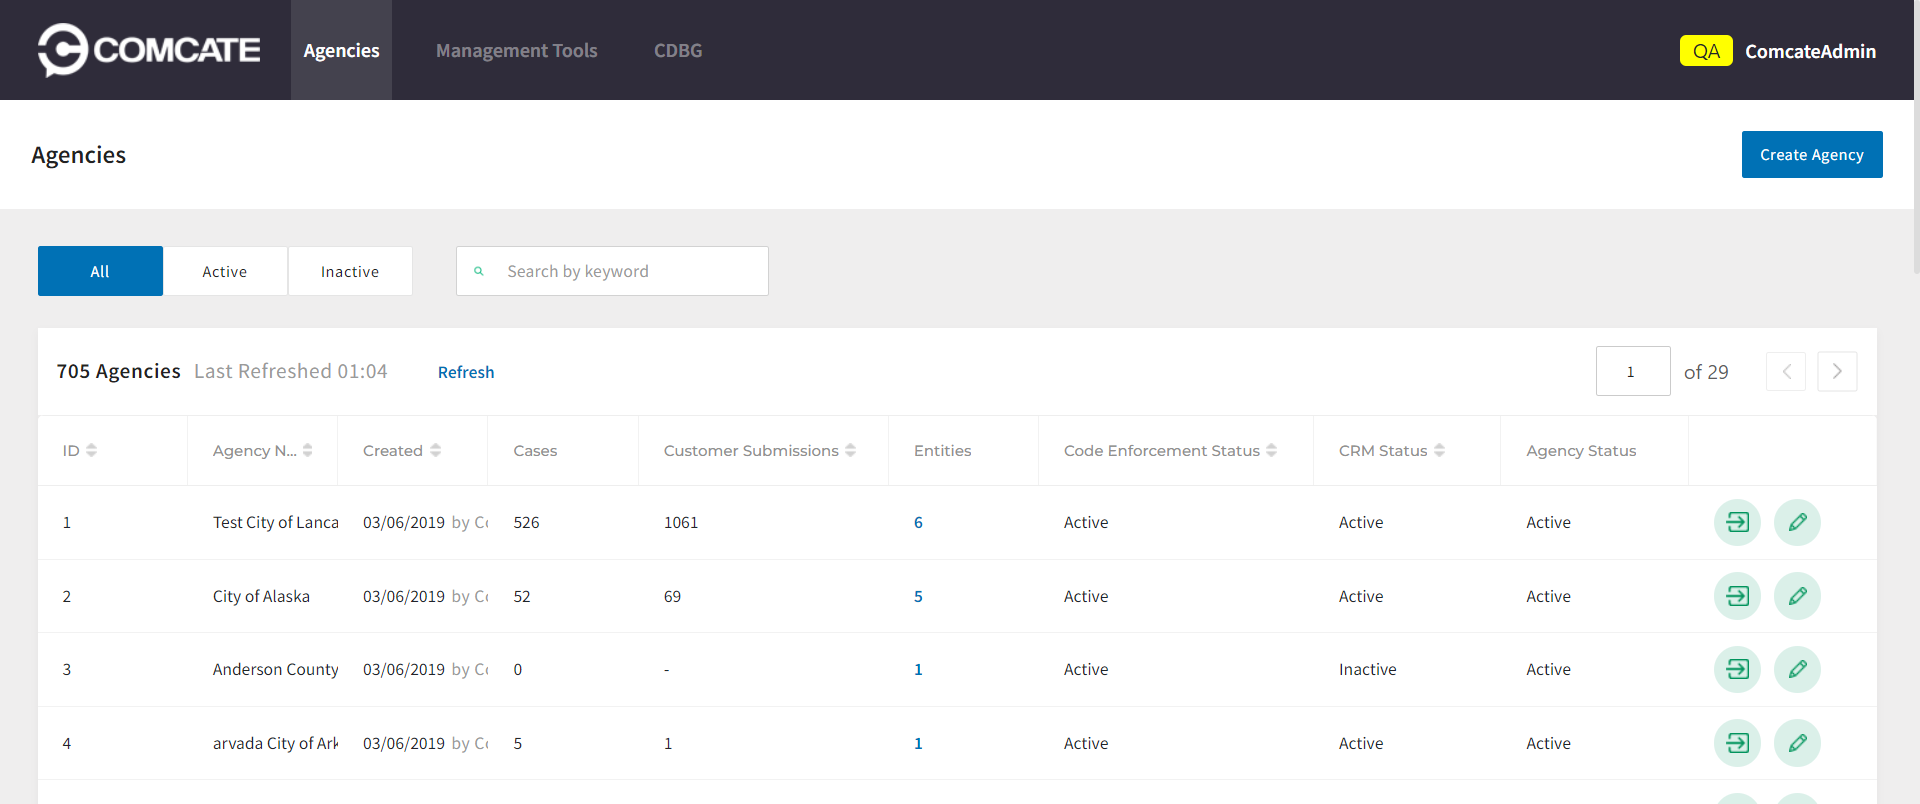 COMCATE Agencies Management Tools CDBG QA ComcateAdmin
Agencies Create Agency
All Active Inactive Search by keyword
705 Agencies Last Refreshed 01:04 Refresh 1 of 29
ID Agency N... Created Cases Customer Submissions Entities Code Enforcement Status CRM Status Agency Status
1 Test City of Lanca 03/06/2019 by Co 526 1061 6 Active Active Active
2 City of Alaska 03/06/2019 by Co 52 69 5 Active Active Active
3 Anderson County 03/06/2019 by Co 0 - 1 Active Inactive Active
4 arvada City of Ark 03/06/2019 by Co 5 1 1 Active Active Active